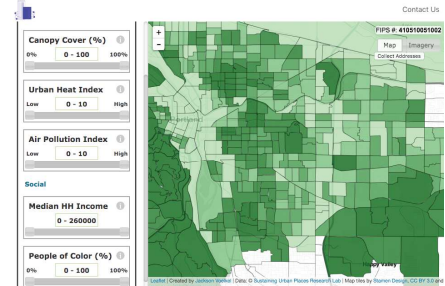 Contact Us
Canopy Cover (%)
0% 0 - 100 100%
Urban Heat Index
Low 0 - 10 High
Air Pollution Index
Low 0 - 10 High
Social
Median HH Income
0 - 260000
People of Color (%)
0% 0 - 100 100%
+
−
FIPS #: 410510051002
Map Imagery
Collect Addresses
Happy Valley
Leaflet | Created by Jackson Voelkel | Data: © Sustaining Urban Places Research Lab | Map tiles by Stamen Design, CC BY 3.0 and